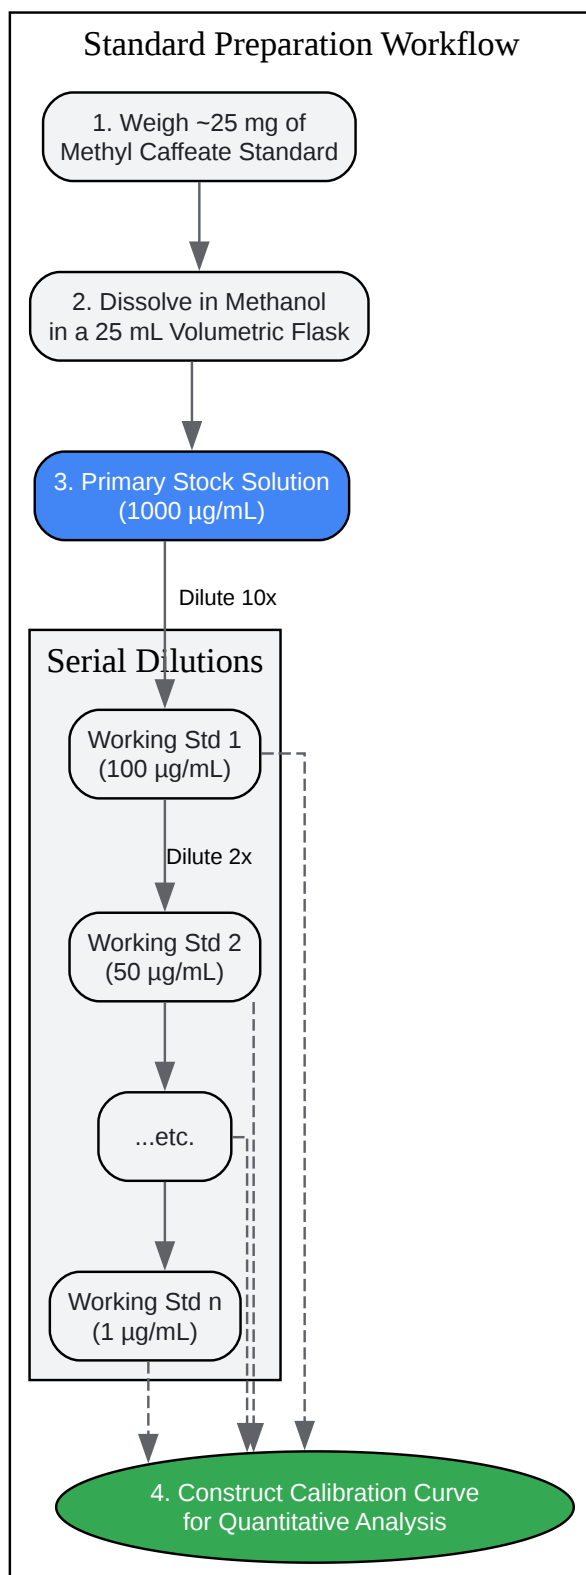 Standard Preparation Workflow
1. Weigh ~25 mg of
Methyl Caffeate Standard
2. Dissolve in Methanol
in a 25 mL Volumetric Flask
3. Primary Stock Solution
(1000 µg/mL)
Dilute 10x
Serial Dilutions
Working Std 1
(100 µg/mL)
Dilute 2x
Working Std 2
(50 µg/mL)
...etc.
Working Std n
(1 µg/mL)
4. Construct Calibration Curve
for Quantitative Analysis